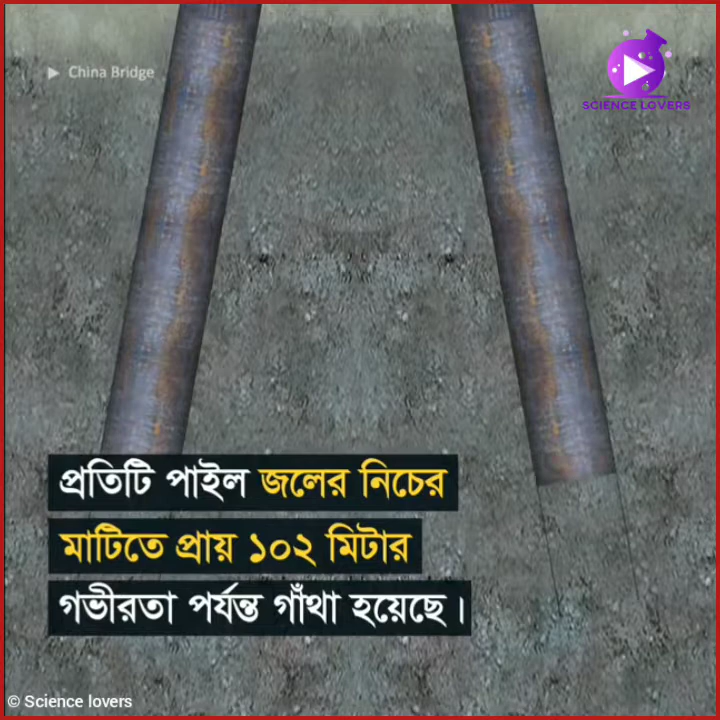 ▶ China Bridge
SCIENCE LOVERS
প্রতিটি পাইল জলের নিচের
মাটিতে প্রায় ১০২ মিটার
গভীরতা পর্যন্ত গাঁথা হয়েছে।
© Science lovers